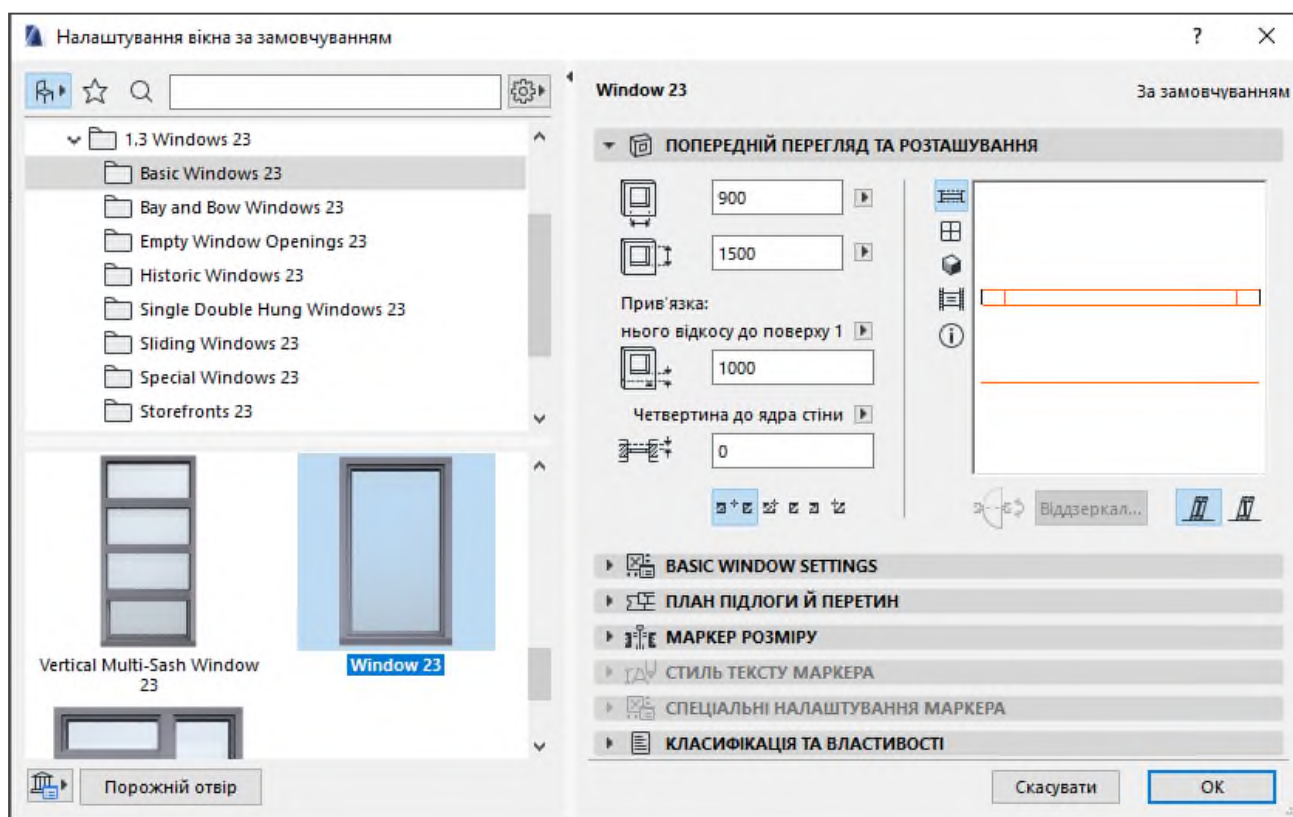 Налаштування вікна за замовчуванням
?
1.3 Windows 23
Basic Windows 23
Bay and Bow Windows 23
Empty Window Openings 23
Historic Windows 23
Single Double Hung Windows 23
Sliding Windows 23
Special Windows 23
Storefronts 23
Vertical Multi-Sash Window
23
Window 23
Порожній отвір
Window 23
За замовчуванням
ПОПЕРЕДНІЙ ПЕРЕГЛЯД ТА РОЗТАШУВАННЯ
900
1500
Прив'язка:
нього відкосу до поверху 1
1000
Четвертина до ядра стіни
0
Віддзеркал...
BASIC WINDOW SETTINGS
ПЛАН ПІДЛОГИ Й ПЕРЕТИН
МАРКЕР РОЗМІРУ
СТИЛЬ ТЕКСТУ МАРКЕРА
СПЕЦІАЛЬНІ НАЛАШТУВАННЯ МАРКЕРА
КЛАСИФІКАЦІЯ ТА ВЛАСТИВОСТІ
Скасувати
ОК